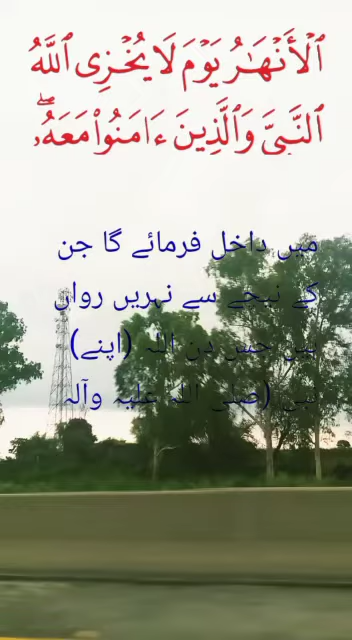 ٱلْأَنْهَـٰرُ يَوْمَ لَا يُخْـزِى ٱللَّهُ
ٱلنَّبِىَّ وَٱلَّذِينَ ءَامَنُوا۟ مَعَهُۥ ۖ
میں داخل فرمائے گا جن
کے نیچے سے نہریں رواں
ہیں جس دن اللہ (اپنے)
نبی (صلی اللہ علیہ وآلہ